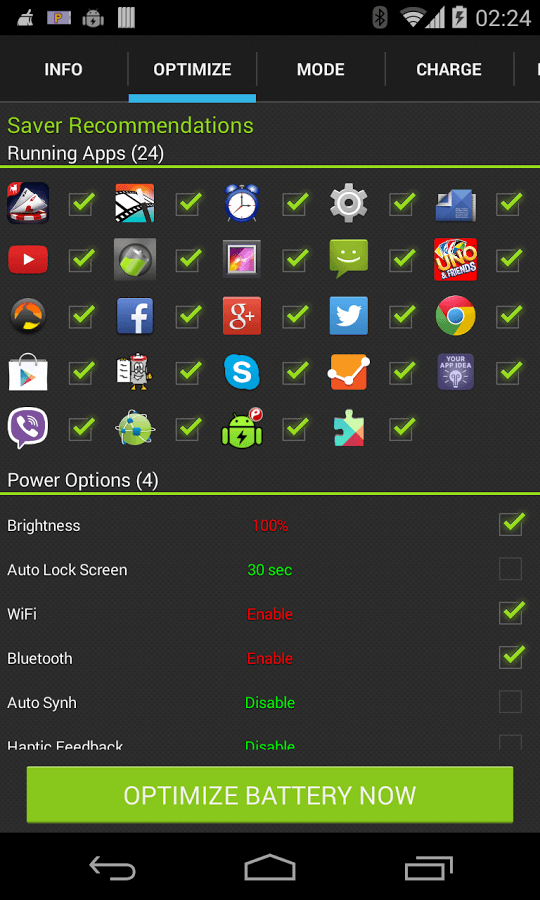 02:24
INFO OPTIMIZE MODE CHARGE
Saver Recommendations
Running Apps (24)
UNO
& FRIENDS
YOUR
APP IDEA
Power Options (4)
Brightness 100%
Auto Lock Screen 30 sec
WiFi Enable
Bluetooth Enable
Auto Synh Disable
Haptic Feedback Disable
OPTIMIZE BATTERY NOW